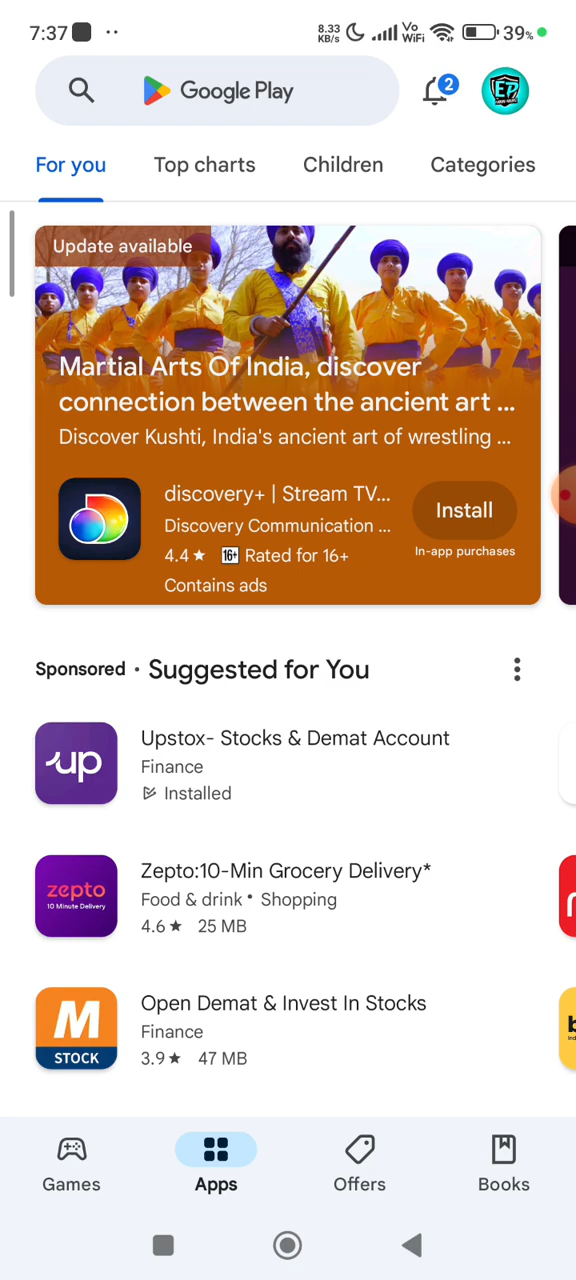 7:37
8.33 KB/s
Vo WiFi
39%
Google Play
2
EP
For you
Top charts
Children
Categories
Update available
Martial Arts Of India, discover
connection between the ancient art ...
Discover Kushti, India's ancient art of wrestling ...
discovery+ | Stream TV...
Discovery Communication ...
4.4★ 16+ Rated for 16+
Contains ads
Install
In-app purchases
Sponsored • Suggested for You
up
Upstox- Stocks & Demat Account
Finance
Installed
zepto
10 Minute Delivery
Zepto:10-Min Grocery Delivery*
Food & drink • Shopping
4.6★ 25 MB
M
STOCK
Open Demat & Invest In Stocks
Finance
3.9★ 47 MB
Games
Apps
Offers
Books